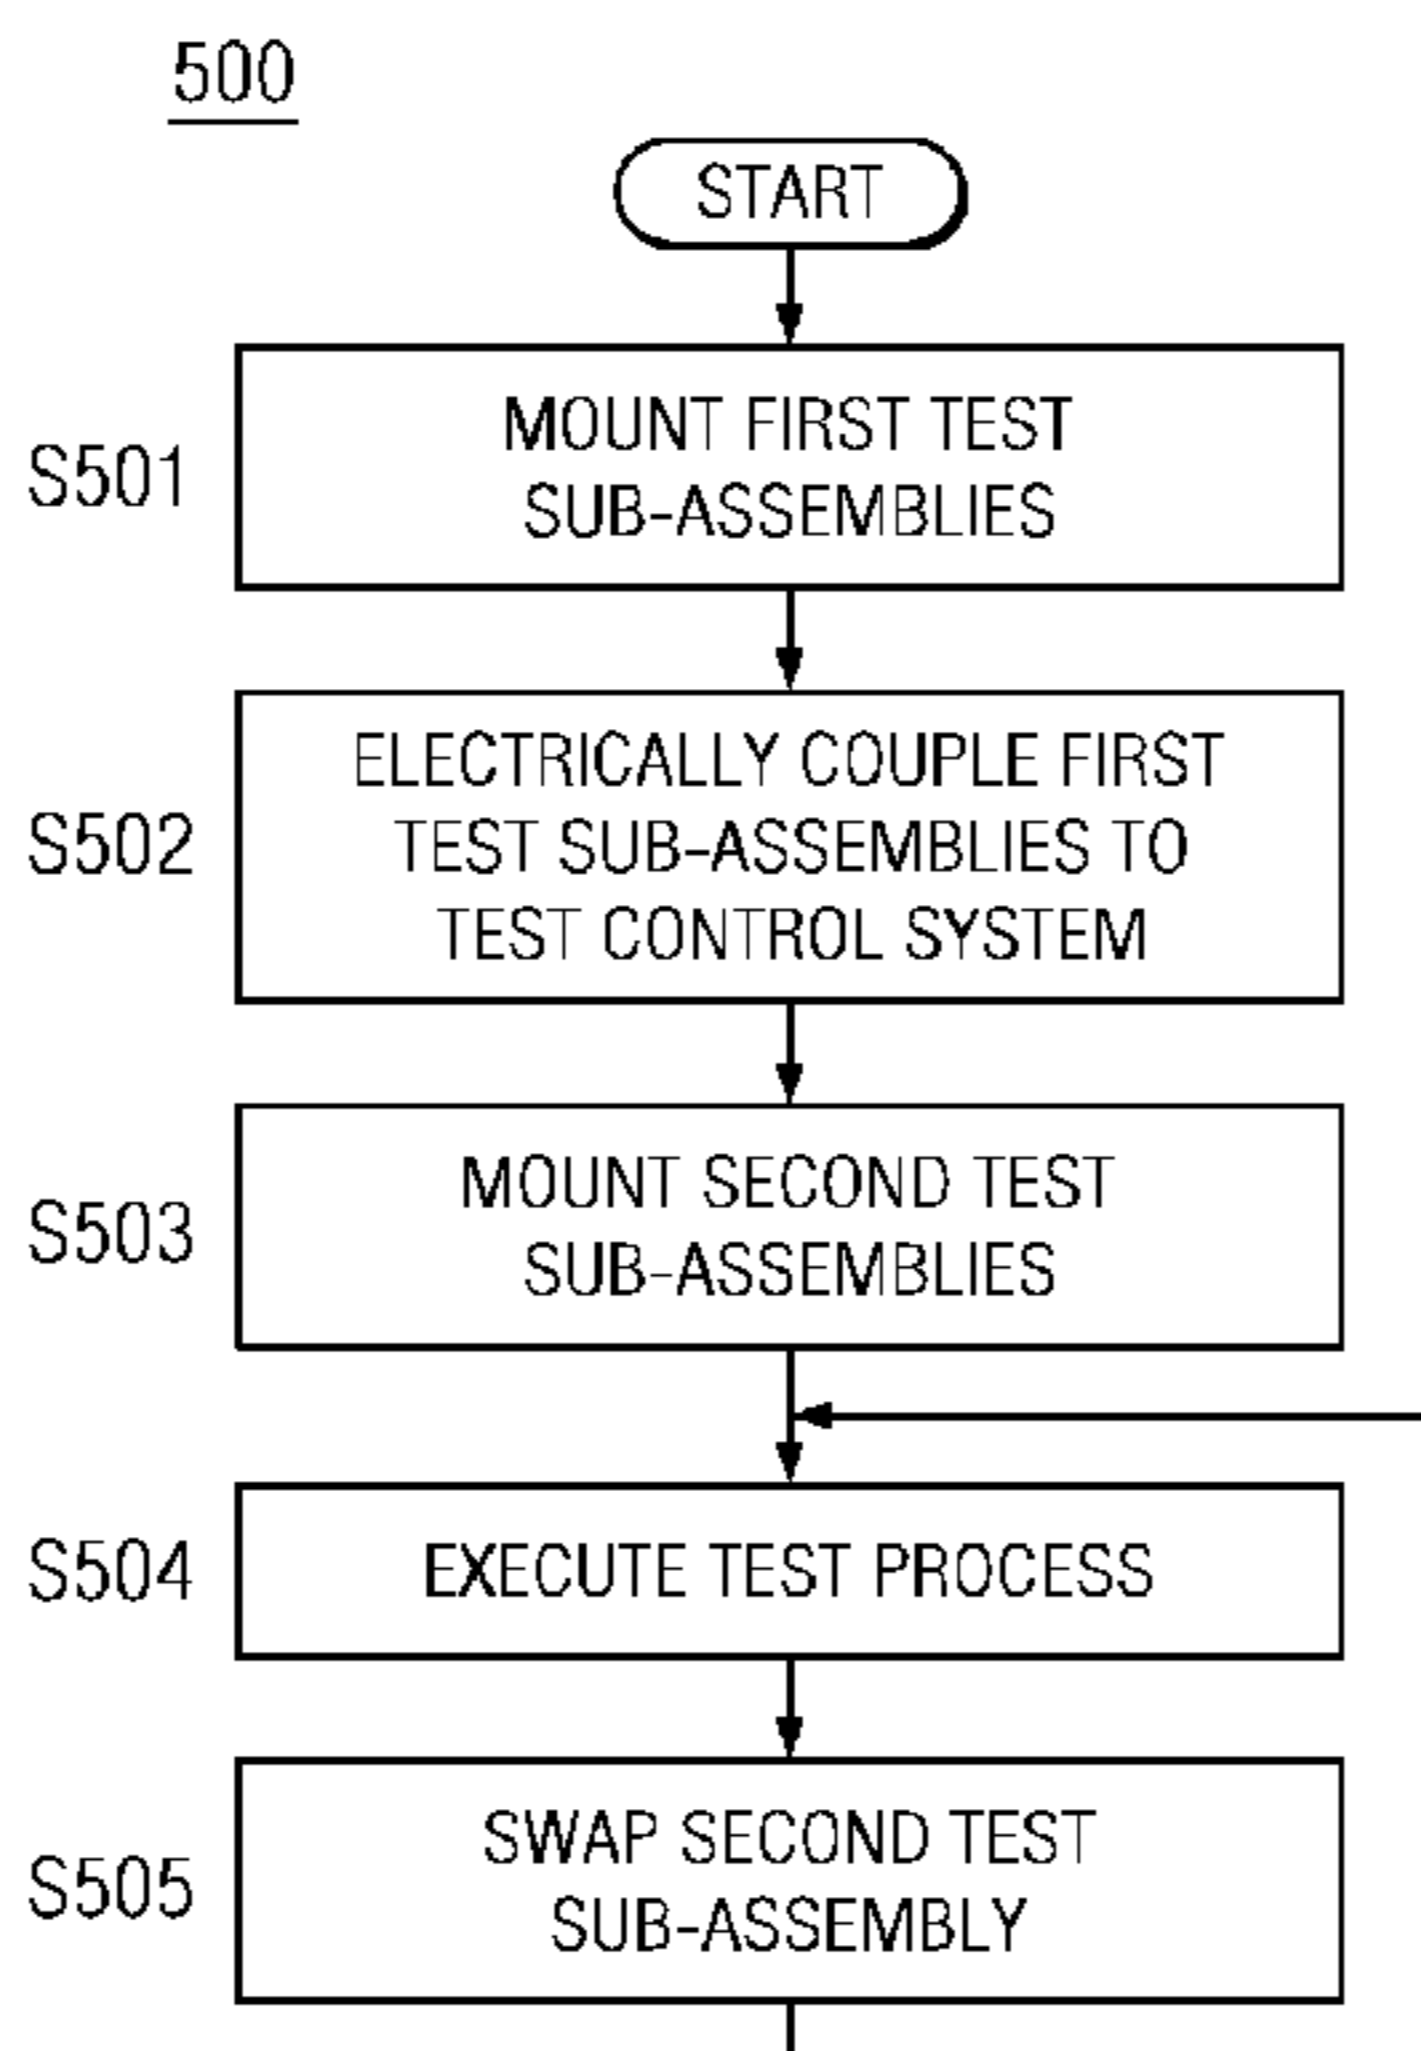 500
START
S501
MOUNT FIRST TEST
SUB-ASSEMBLIES
S502
ELECTRICALLY COUPLE FIRST
TEST SUB-ASSEMBLIES TO
TEST CONTROL SYSTEM
S503
MOUNT SECOND TEST
SUB-ASSEMBLIES
S504
EXECUTE TEST PROCESS
S505
SWAP SECOND TEST
SUB-ASSEMBLY